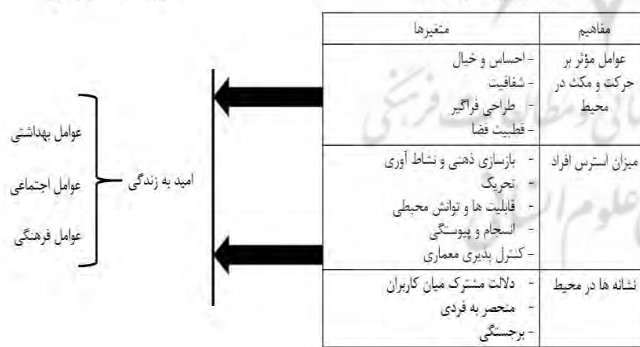 مفاهیم
متغیرها
عوامل مؤثر بر
حرکت و مکث در
محیط
- احساس و خیال
- شفافیت
- طراحی فراگیر
- قطبیت فضا
میزان استرس افراد
- بازسازی ذهنی و نشاط آوری
- تحریک
- قابلیت ها و توانش محیطی
- انسجام و پیوستگی
- کنترل پذیری معماری
نشانه ها در محیط
- دلالت مشترک میان کاربران
- منحصر به فردی
- برجستگی
امید به زندگی
عوامل بهداشتی
عوامل اجتماعی
عوامل فرهنگی